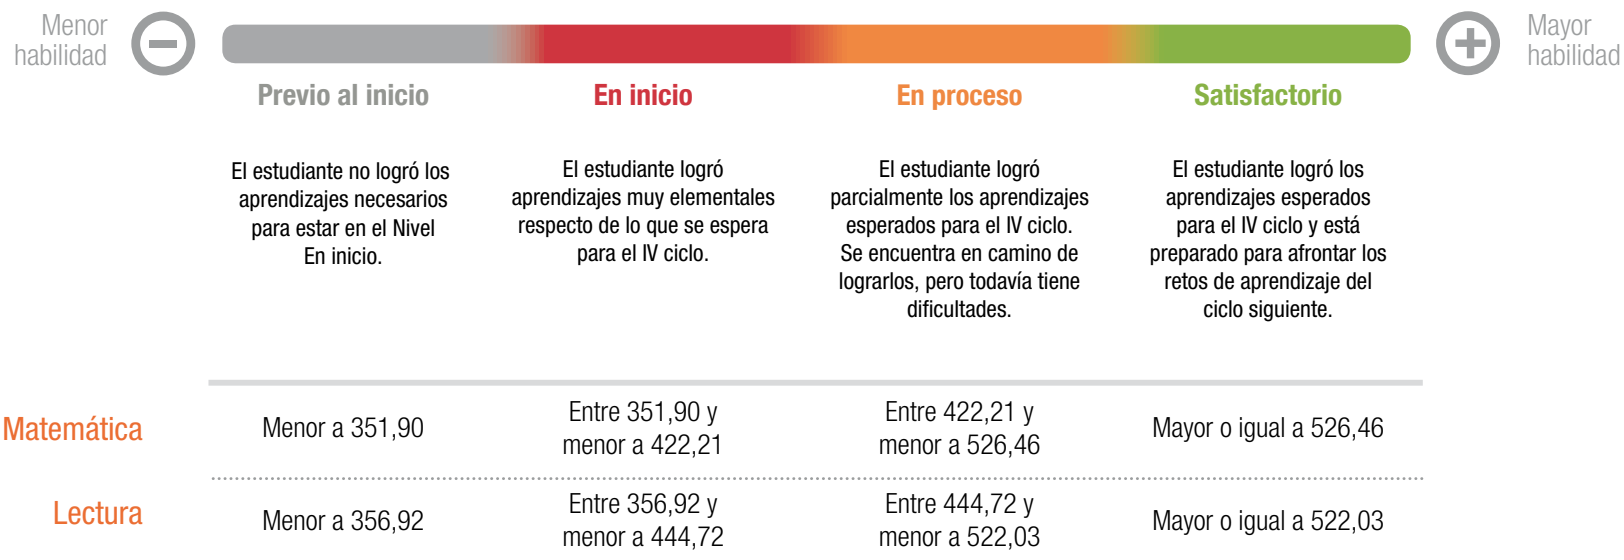 Menor
habilidad
Mayor
habilidad
Previo al inicio
En inicio
En proceso
Satisfactorio
El estudiante no logró los
aprendizajes necesarios
para estar en el Nivel
En inicio.
El estudiante logró
aprendizajes muy elementales
respecto de lo que se espera
para el IV ciclo.
El estudiante logró
parcialmente los aprendizajes
esperados para el IV ciclo.
Se encuentra en camino de
lograrlos, pero todavía tiene
dificultades.
El estudiante logró los
aprendizajes esperados
para el IV ciclo y está
preparado para afrontar los
retos de aprendizaje del
ciclo siguiente.
Matemática
Menor a 351,90
Entre 351,90 y
menor a 422,21
Entre 422,21 y
menor a 526,46
Mayor o igual a 526,46
Lectura
Menor a 356,92
Entre 356,92 y
menor a 444,72
Entre 444,72 y
menor a 522,03
Mayor o igual a 522,03